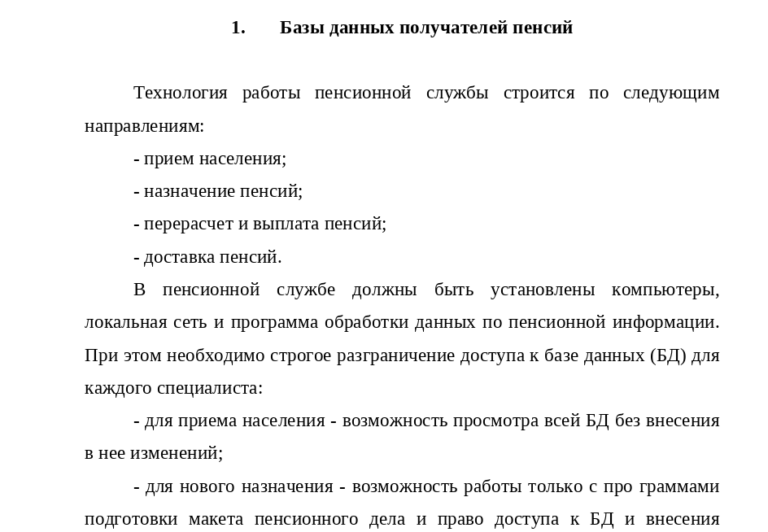 1. Базы данных получателей пенсий
Технология работы пенсионной службы строится по следующим
направлениям:
- прием населения;
- назначение пенсий;
- перерасчет и выплата пенсий;
- доставка пенсий.
В пенсионной службе должны быть установлены компьютеры,
локальная сеть и программа обработки данных по пенсионной информации.
При этом необходимо строгое разграничение доступа к базе данных (БД) для
каждого специалиста:
- для приема населения - возможность просмотра всей БД без внесения
в нее изменений;
- для нового назначения - возможность работы только с про граммами
подготовки макета пенсионного дела и право доступа к БД и внесения